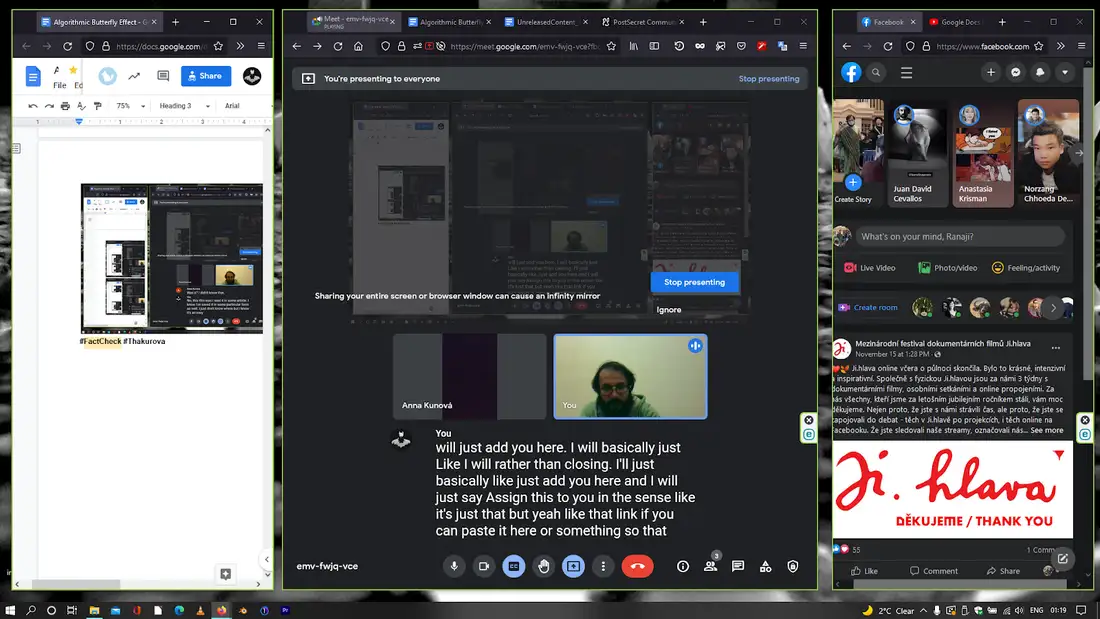 Algorithmic Butterfly Effect - G
https://docs.google.co
File
Ed
Share
75%
Heading 3
Arial
#FactCheck #Thakurova
Meet - emv-fwjq-vce
PLAYING
Algorithmic Butterfl
UnreleasedContent_
PostSecret Commun
https://meet.google.com/emv-fwjq-vce?
You're presenting to everyone
Stop presenting
Sharing your entire screen or browser window can cause an infinity mirror
Stop presenting
Ignore
Anna Kunová
You
You
will just add you here. I will basically just
Like I will rather than closing. I'll just
basically like just add you here and I will
just say Assign this to you in the sense like
it's just that but yeah like that link if you
can paste it here or something so that
emv-fwjq-vce
3
Facebook
Google Docs
https://www.facebook.com
Create Story
Juan David
Cevallos
Anastasia
Krisman
Norzang
Chhoeda De...
What's on your mind, Ranaji?
Live Video
Photo/video
Feeling/activity
Create room
Mezinárodní festival dokumentárních filmů Ji.hlava
November 15 at 1:28 PM
Ji.hlava online včera o půlnoci skončila. Bylo to krásné, intenzivní
a inspirativní. Společně s fyzickou Ji.hlavou jsou za námi 3 týdny s
dokumentárními filmy, osobními setkáními a online propojeními. Za
nás všechny, kteří jsme za letošním jubilejním ročníkem stáli, vám moc
děkujeme. Nejen proto, že jste s námi strávili čas, ale proto, že jste se
zapojovali do debat - těch v Ji.hlavě po projekcích, i těch online na
Facebooku. Že jste sledovali naše streamy, označovali nás... See more
Ji. hlava
DĚKUJEME / THANK YOU
55
1 Comm
Like
Comment
Share
2°C Clear
ENG
01:19